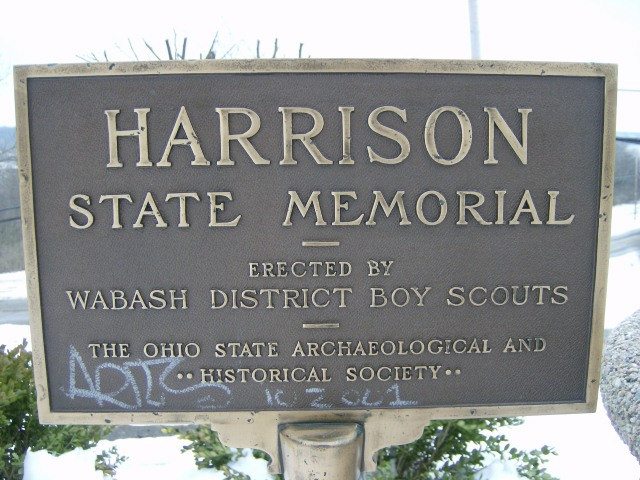 HARRISON
STATE MEMORIAL
ERECTED BY
WABASH DISTRICT BOY SCOUTS
THE OHIO STATE ARCHAEOLOGICAL AND
••HISTORICAL SOCIETY••